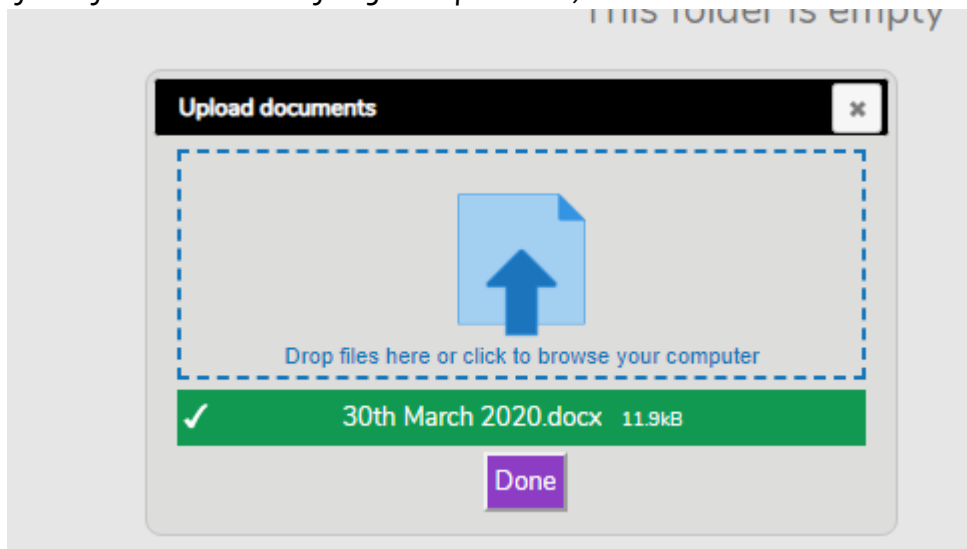 This folder is empty
Upload documents
Drop files here or click to browse your computer
30th March 2020.docx 11.9kB
Done